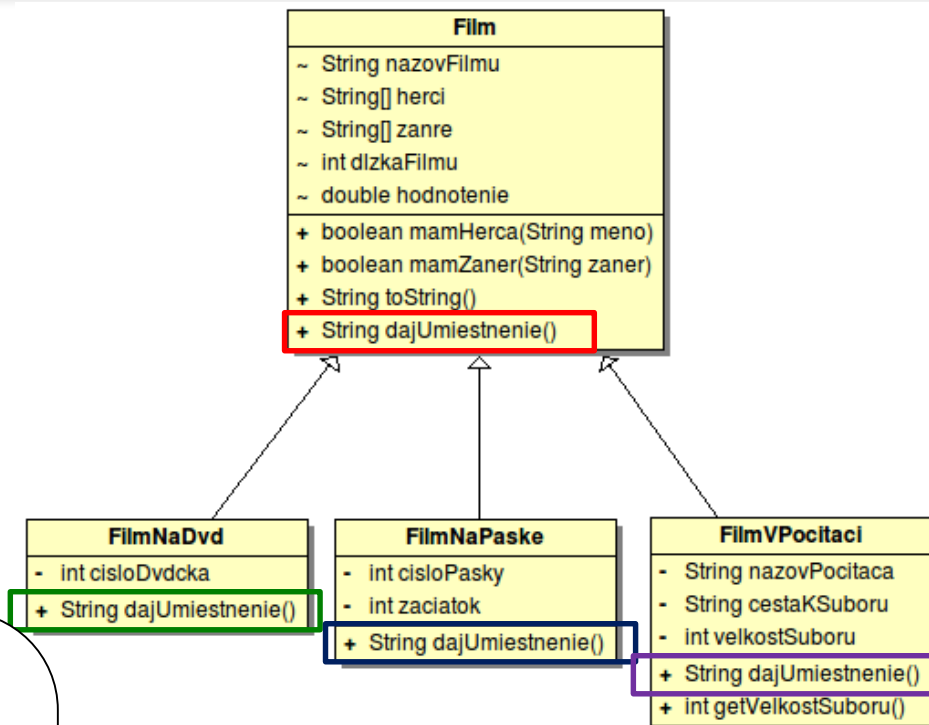 Film
~ String nazovFilmu
~ String[] herci
~ String[] zanre
~ int dlzkaFilmu
~ double hodnotenie
+ boolean mamHerca(String meno)
+ boolean mamZaner(String zaner)
+ String toString()
+ String dajUmiestnenie()
FilmNaDvd
- int cisloDvdcka
+ String dajUmiestnenie()
FilmNaPaske
- int cisloPasky
- int zaciatok
+ String dajUmiestnenie()
FilmVPocitaci
- String nazovPocitaca
- String cestaKSuboru
- int velkostSuboru
+ String dajUmiestnenie()
+ int getVelkostSuboru()